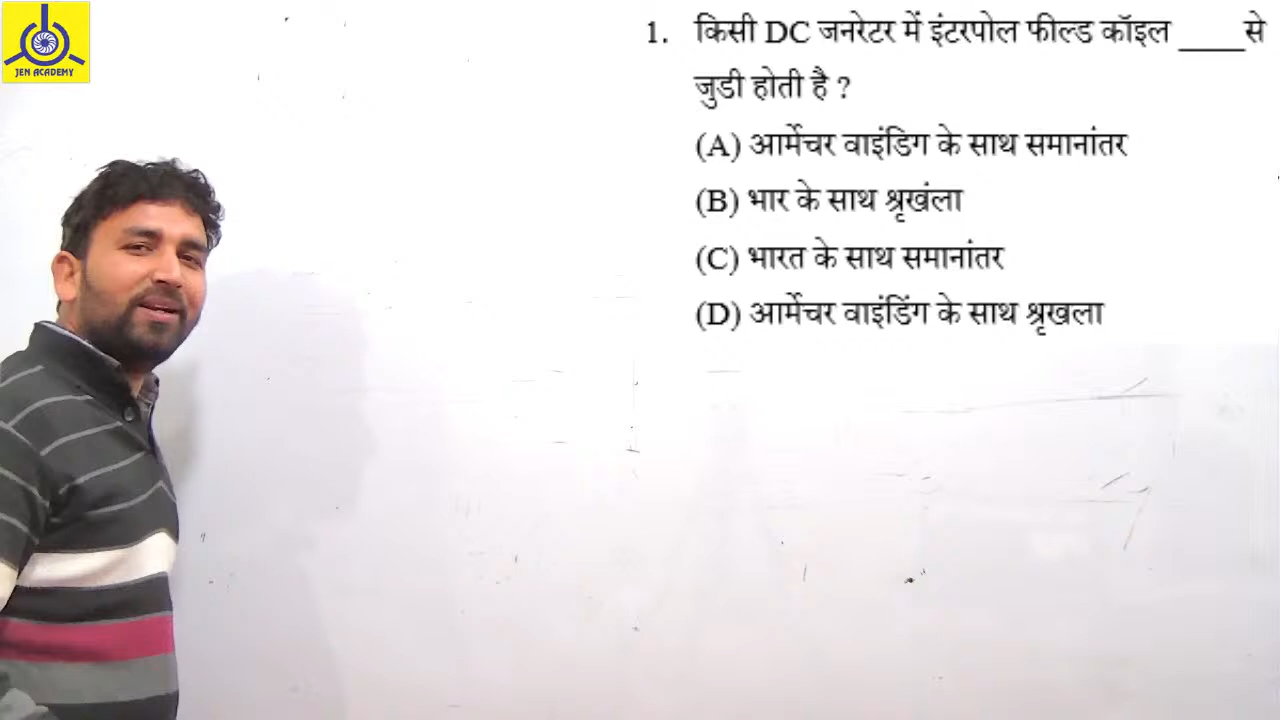 JEN ACADEMY
1. किसी DC जनरेटर में इंटरपोल फील्ड कॉइल ____से
जुडी होती है ?
(A) आर्मेचर वाइंडिग के साथ समानांतर
(B) भार के साथ श्रृखंला
(C) भारत के साथ समानांतर
(D) आर्मेचर वाइंडिंग के साथ श्रृखला